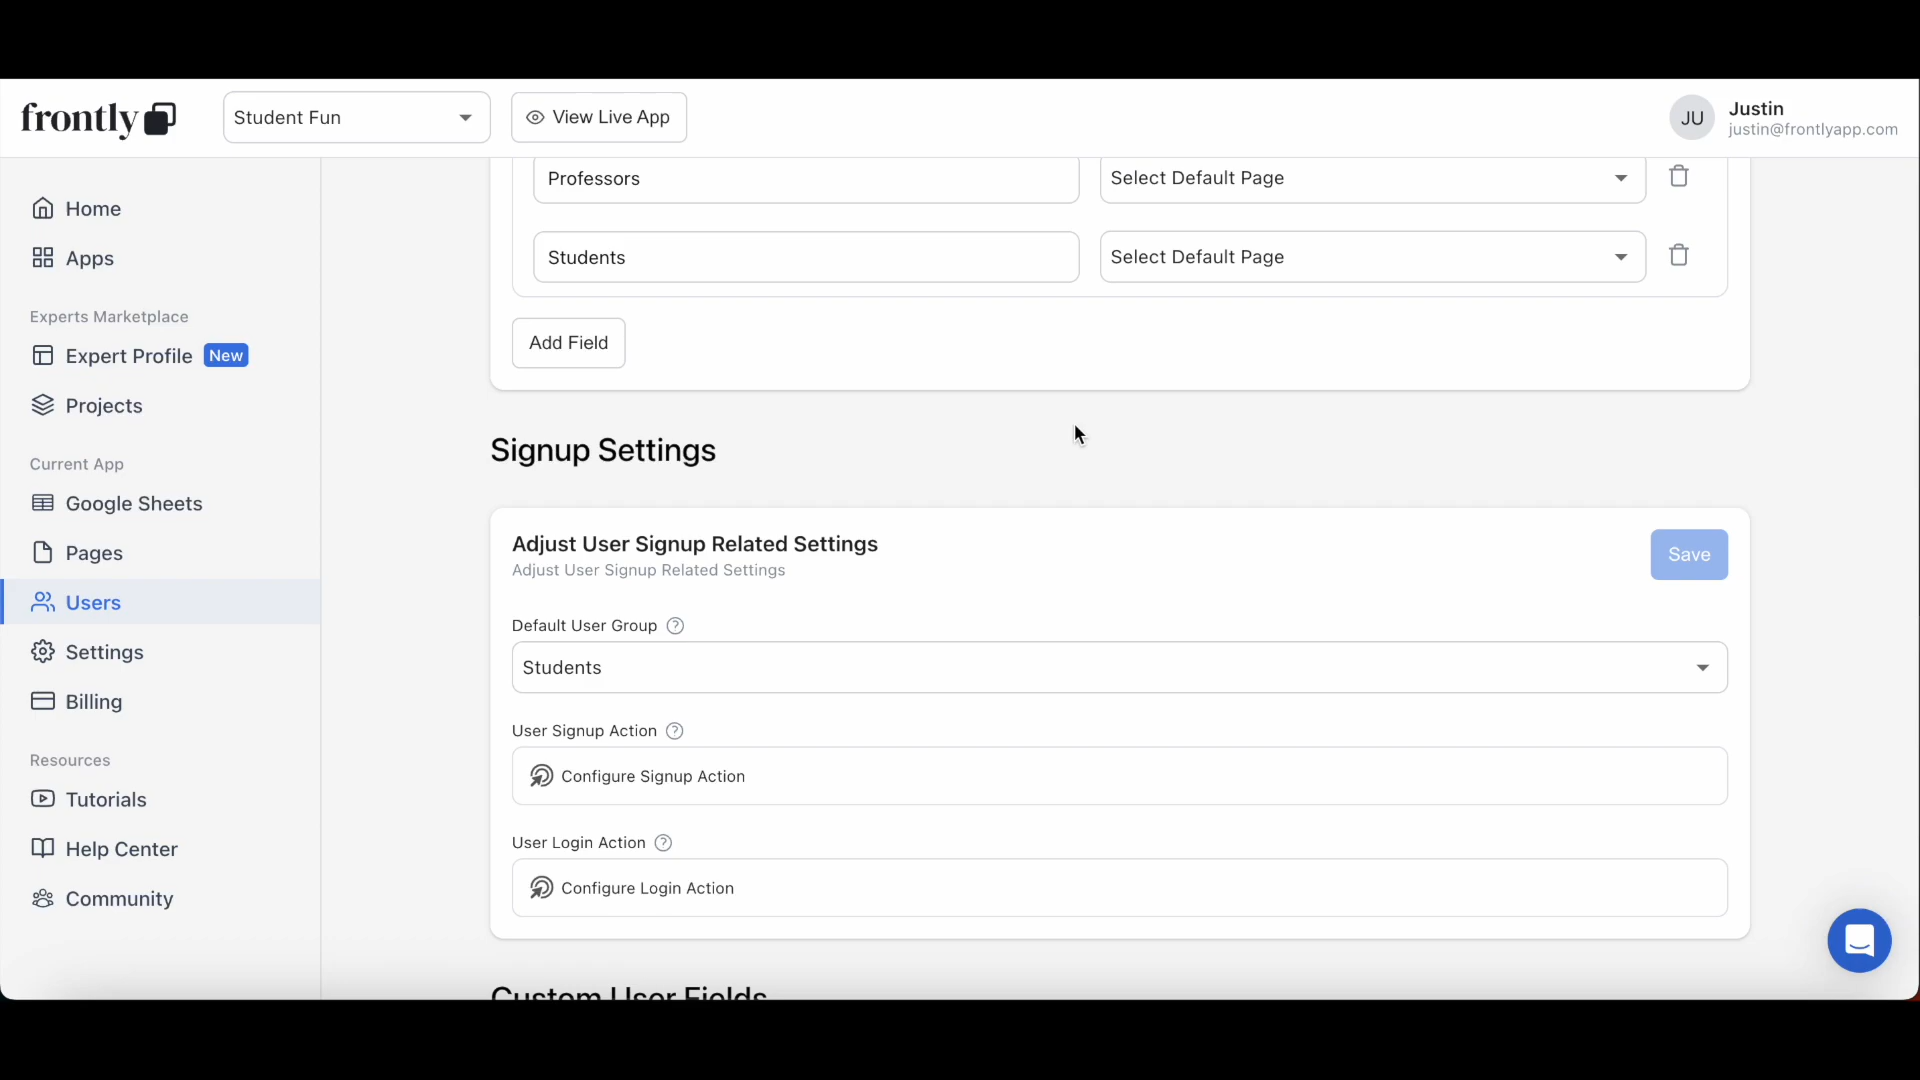 frontly
Student Fun
View Live App
JU
Justin
justin@frontlyapp.com
Home
Apps
Experts Marketplace
Expert Profile New
Projects
Current App
Google Sheets
Pages
Users
Settings
Billing
Resources
Tutorials
Help Center
Community
Professors
Select Default Page
Students
Select Default Page
Add Field
Signup Settings
Adjust User Signup Related Settings
Adjust User Signup Related Settings
Save
Default User Group ?
Students
User Signup Action ?
Configure Signup Action
User Login Action ?
Configure Login Action
Custom User Fields